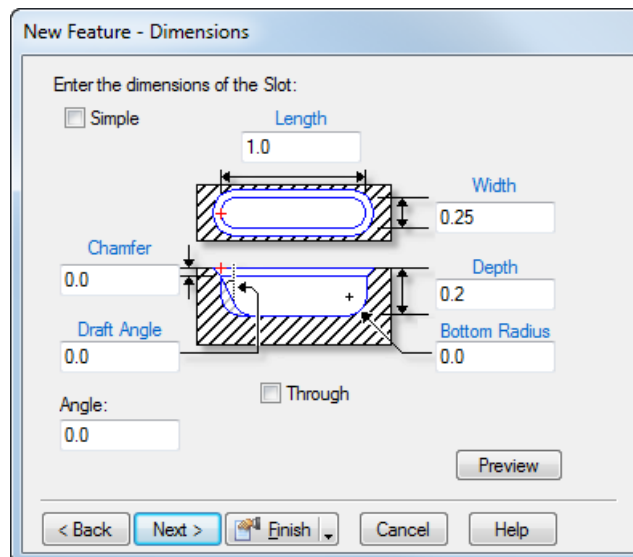 New Feature - Dimensions
Enter the dimensions of the Slot:
Simple
Length
1.0
Width
0.25
Chamfer
0.0
Depth
0.2
Draft Angle
0.0
Bottom Radius
0.0
Through
Angle:
0.0
Preview
< Back
Next >
Finish
Cancel
Help